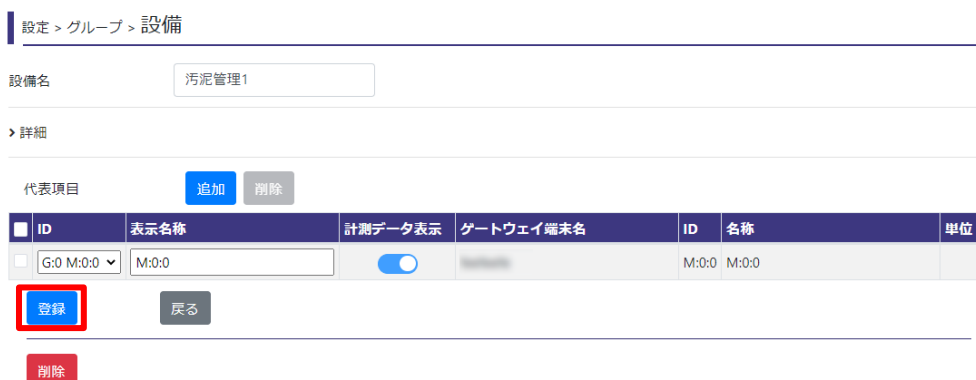 設定 > グループ > 設備
設備名 汚泥管理1
> 詳細
代表項目 追加 削除
ID 表示名称 計測データ表示 ゲートウェイ端末名 ID 名称 単位
G:0 M:0:0 M:0:0 M:0:0 M:0:0
登録 戻る
削除